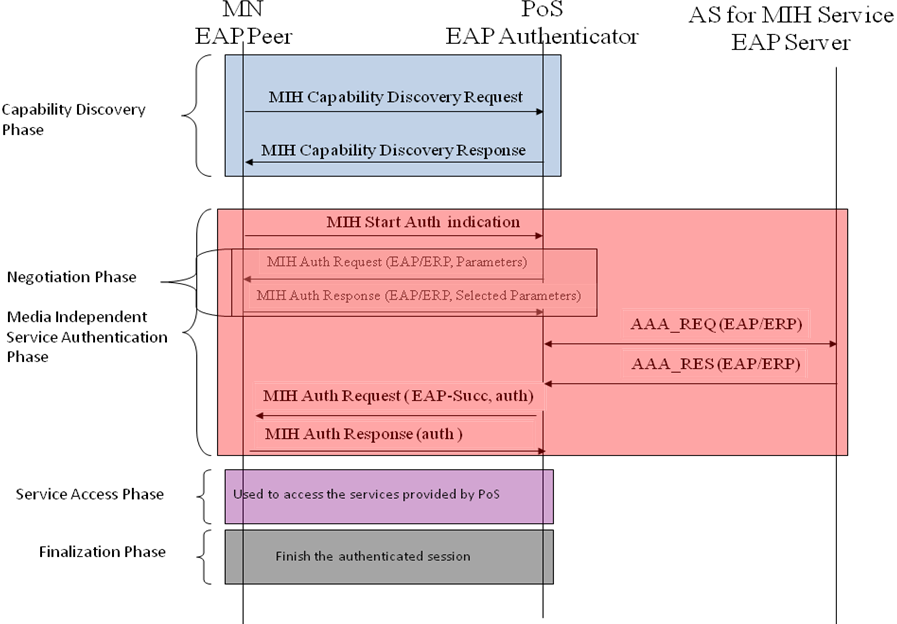 MN
EAP Peer
PoS
EAP Authenticator
AS for MIH Service
EAP Server
Capability Discovery
Phase
MIH Capability Discovery Request
MIH Capability Discovery Response
MIH Start Auth indication
Negotiation Phase
MIH Auth Request (EAP/ERP, Parameters)
MIH Auth Response (EAP/ERP, Selected Parameters)
Media Independent
Service Authentication
Phase
AAA_REQ (EAP/ERP)
AAA_RES (EAP/ERP)
MIH Auth Request ( EAP-Succ, auth)
MIH Auth Response (auth )
Service Access Phase
Used to access the services provided by PoS
Finalization Phase
Finish the authenticated session